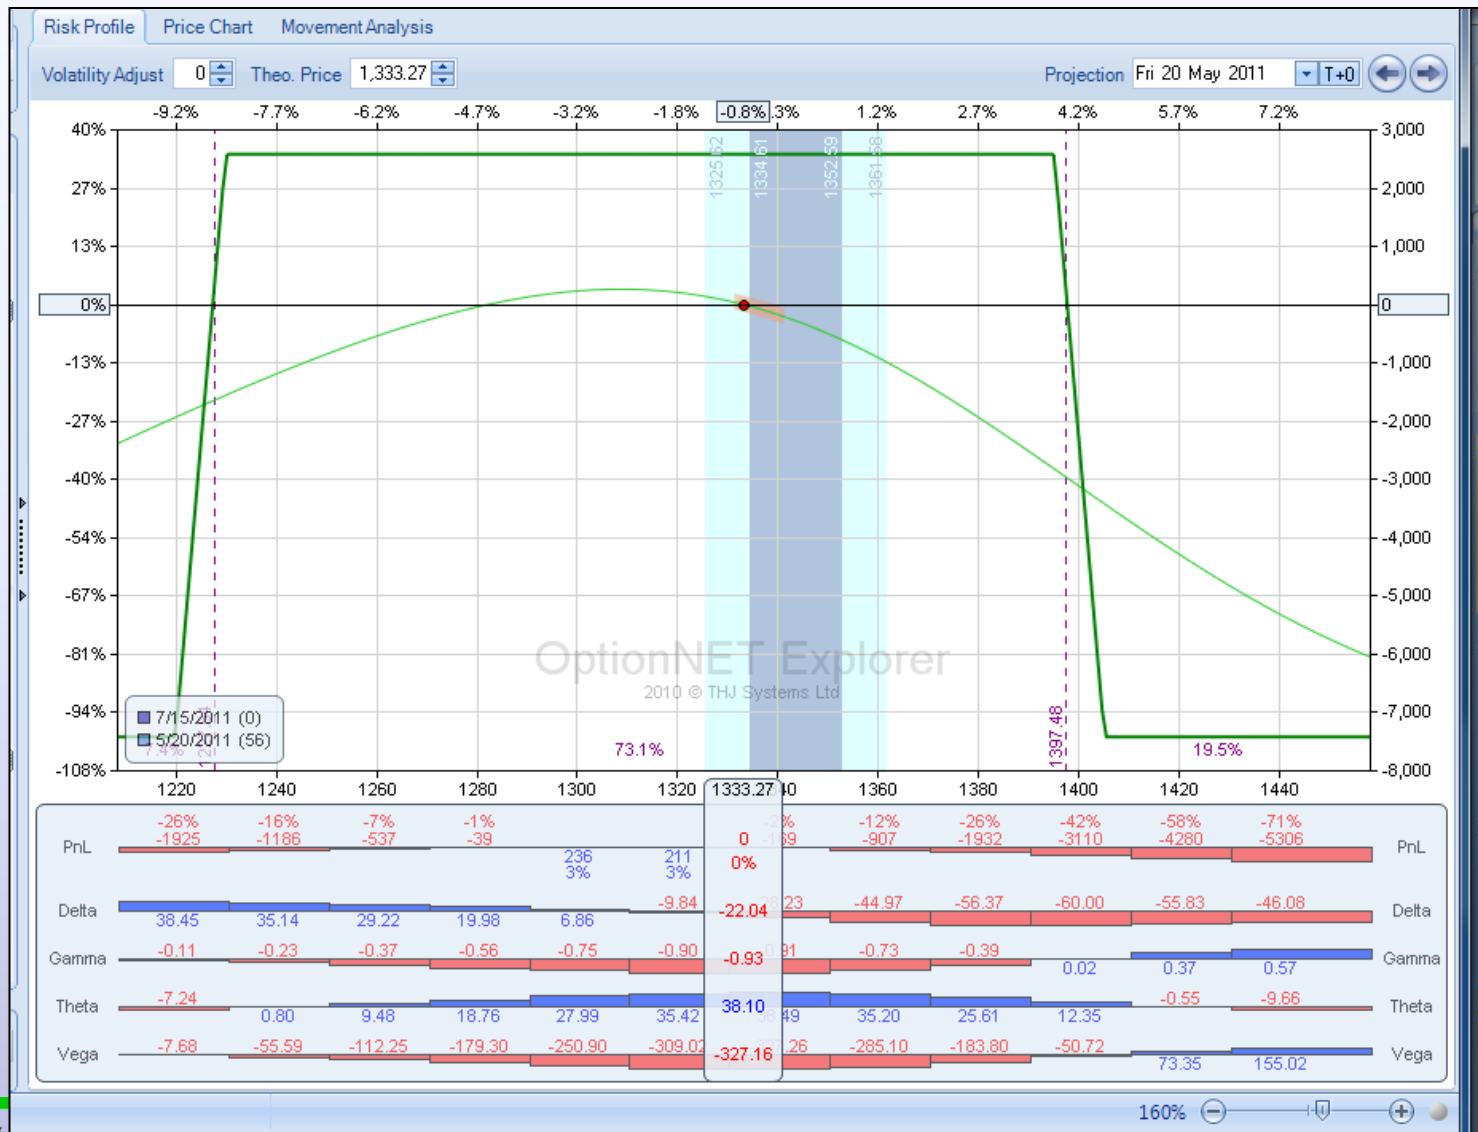 Risk Profile Price Chart Movement Analysis
Volatility Adjust 0 Theo. Price 1,333.27 Projection Fri 20 May 2011 T+0
-9.2% -7.7% -6.2% -4.7% -3.2% -1.8% -0.8% .3% 1.2% 2.7% 4.2% 5.7% 7.2%
40% 3,000
1325.62 1334.61 1352.59 1361.58
27% 2,000
13% 1,000
0% 0
-13% -1,000
-27% -2,000
-40% -3,000
-54% -4,000
-67% -5,000
-81% -6,000
OptionNET Explorer
2010 © THJ Systems Ltd
-94% -7,000
7/15/2011 (0)
5/20/2011 (56)
7.4% 73.1% 1397.48 19.5%
-108% -8,000
1220 1240 1260 1280 1300 1320 1333.27 1340 1360 1380 1400 1420 1440
-26% -16% -7% -1% -2% -12% -26% -42% -58% -71%
PnL -1925 -1186 -537 -39 236 211 0 -169 -907 -1932 -3110 -4280 -5306 PnL
3% 3% 0%
Delta 38.45 35.14 29.22 19.98 6.86 -9.84 -22.04 23 -44.97 -56.37 -60.00 -55.83 -46.08 Delta
Gamma -0.11 -0.23 -0.37 -0.56 -0.75 -0.90 -0.93 0.91 -0.73 -0.39 0.02 0.37 0.57 Gamma
Theta -7.24 0.80 9.48 18.76 27.99 35.42 38.10 .49 35.20 25.61 12.35 -0.55 -9.66 Theta
Vega -7.68 -55.59 -112.25 -179.30 -250.90 -309.02 -327.16 .26 -285.10 -183.80 -50.72 73.35 155.02 Vega
160%